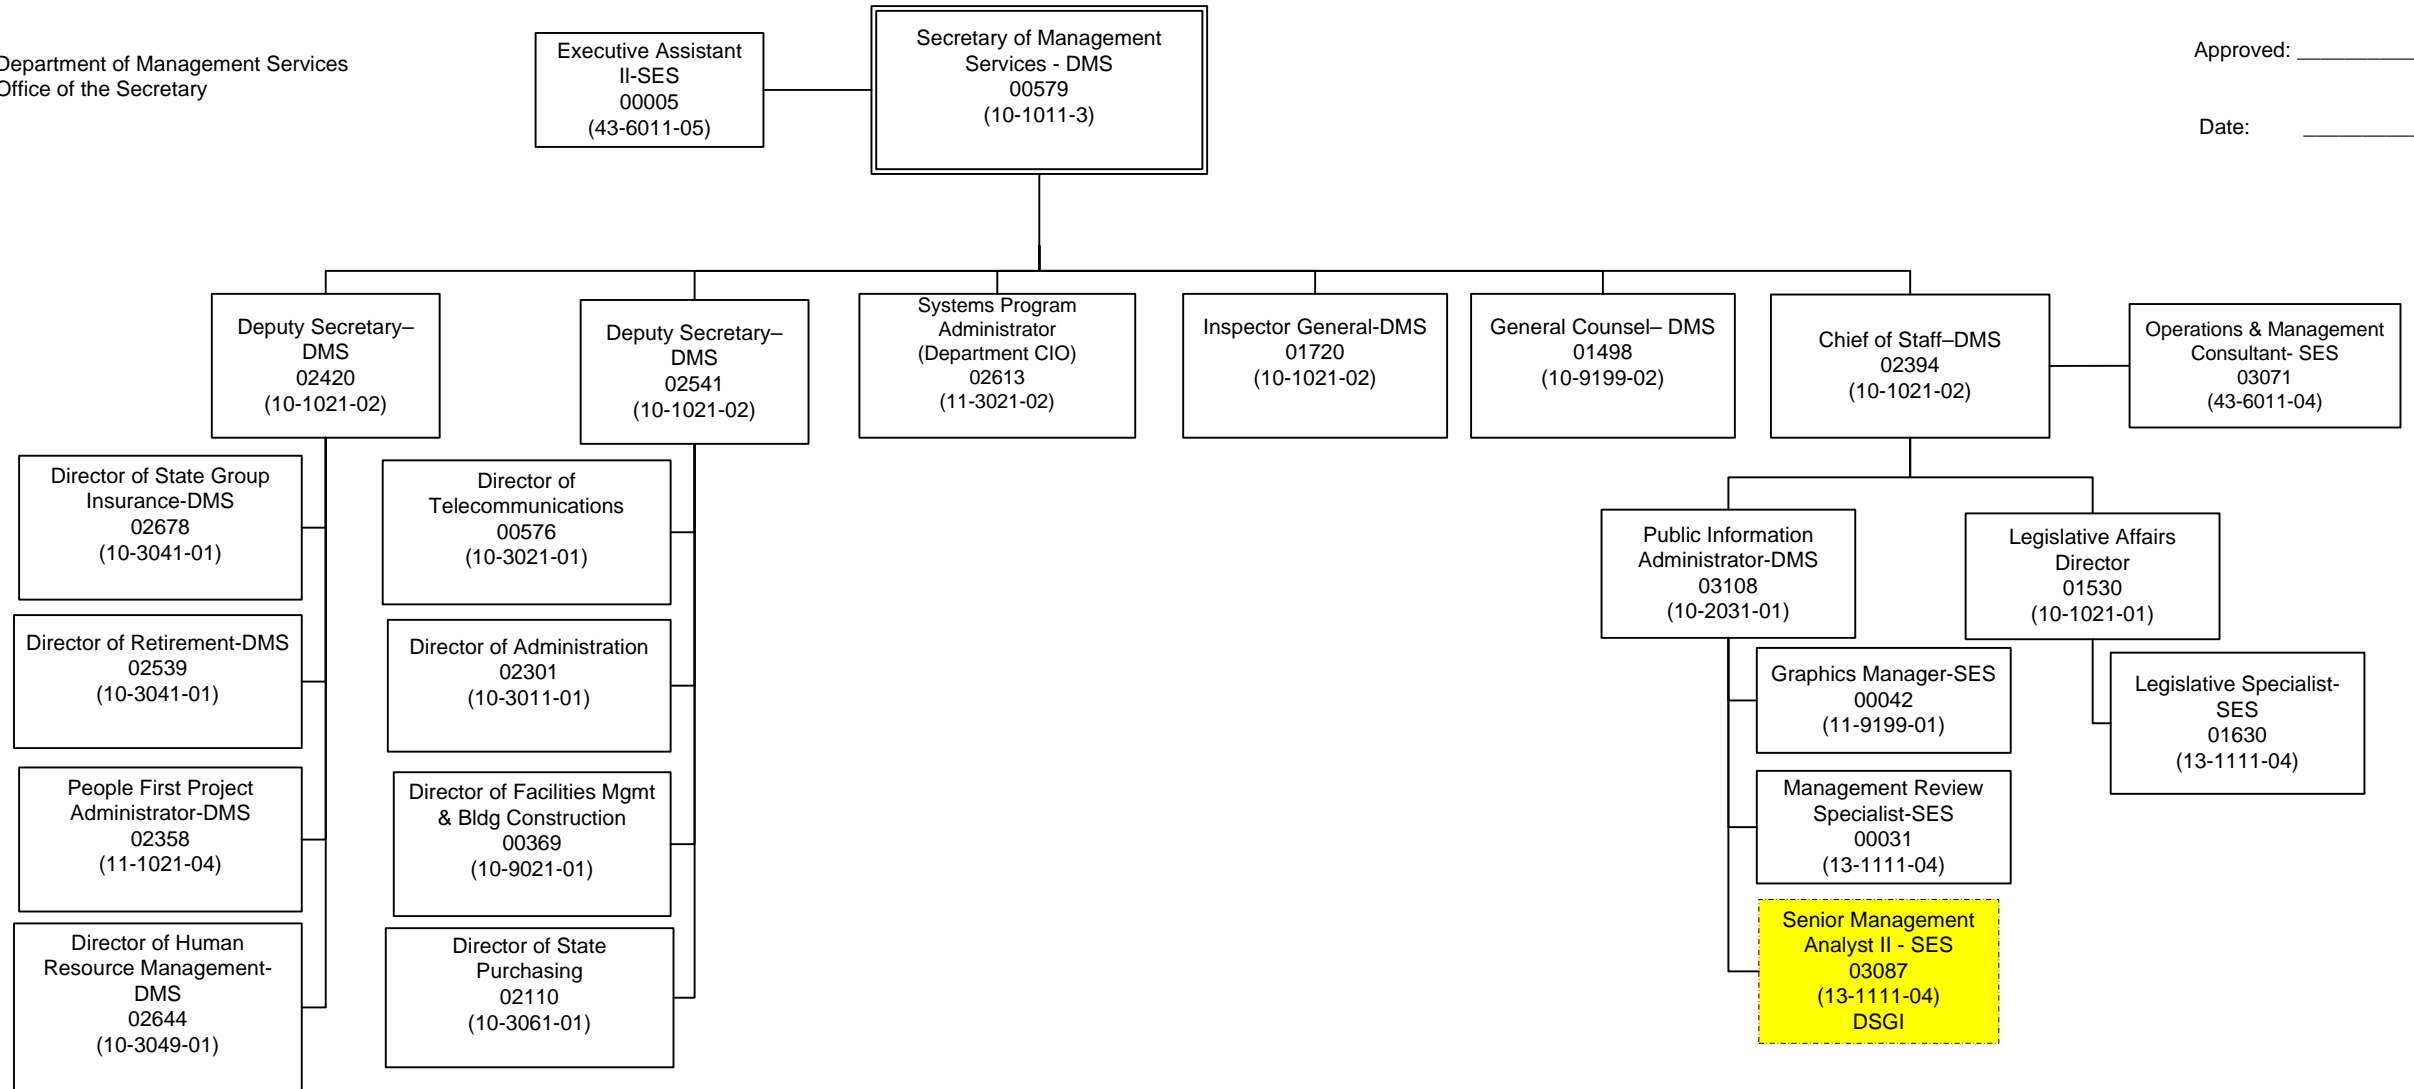 Department of Management Services
Office of the Secretary
Executive Assistant
II-SES
00005
(43-6011-05)
Secretary of Management
Services - DMS
00579
(10-1011-3)
Approved: __________
Date: __________
Deputy Secretary–
DMS
02420
(10-1021-02)
Deputy Secretary–
DMS
02541
(10-1021-02)
Systems Program
Administrator
(Department CIO)
02613
(11-3021-02)
Inspector General-DMS
01720
(10-1021-02)
General Counsel– DMS
01498
(10-9199-02)
Chief of Staff–DMS
02394
(10-1021-02)
Operations & Management
Consultant- SES
03071
(43-6011-04)
Director of State Group
Insurance-DMS
02678
(10-3041-01)
Director of Retirement-DMS
02539
(10-3041-01)
People First Project
Administrator-DMS
02358
(11-1021-04)
Director of Human
Resource Management-
DMS
02644
(10-3049-01)
Director of
Telecommunications
00576
(10-3021-01)
Director of Administration
02301
(10-3011-01)
Director of Facilities Mgmt
& Bldg Construction
00369
(10-9021-01)
Director of State
Purchasing
02110
(10-3061-01)
Public Information
Administrator-DMS
03108
(10-2031-01)
Graphics Manager-SES
00042
(11-9199-01)
Management Review
Specialist-SES
00031
(13-1111-04)
Senior Management
Analyst II - SES
03087
(13-1111-04)
DSGI
Legislative Affairs
Director
01530
(10-1021-01)
Legislative Specialist-
SES
01630
(13-1111-04)